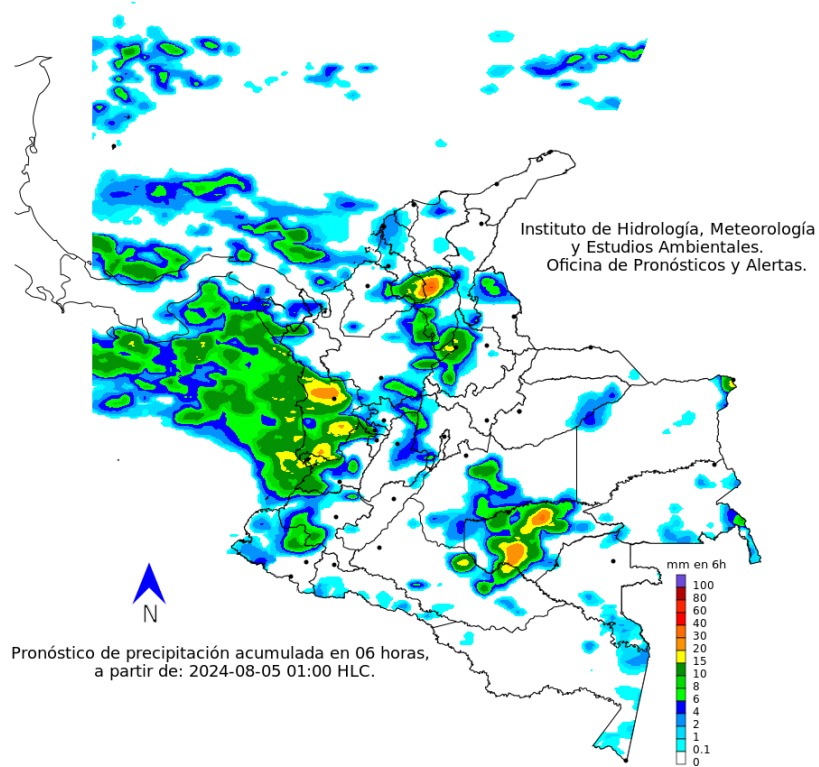 Instituto de Hidrología, Meteorología
y Estudios Ambientales.
Oficina de Pronósticos y Alertas.
N
Pronóstico de precipitación acumulada en 06 horas,
a partir de: 2024-08-05 01:00 HLC.
mm en 6h
100
80
60
40
30
20
15
10
8
6
4
2
1
0.1
0